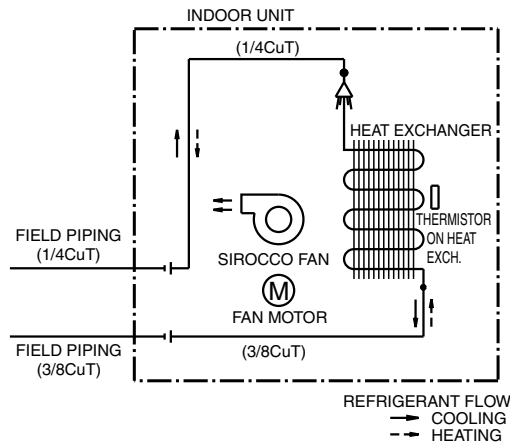 INDOOR UNIT
(1/4CuT)
HEAT EXCHANGER
THERMISTOR
ON HEAT
EXCH.
FIELD PIPING
(1/4CuT)
SIROCCO FAN
M
FAN MOTOR
FIELD PIPING
(3/8CuT)
(3/8CuT)
REFRIGERANT FLOW
COOLING
HEATING